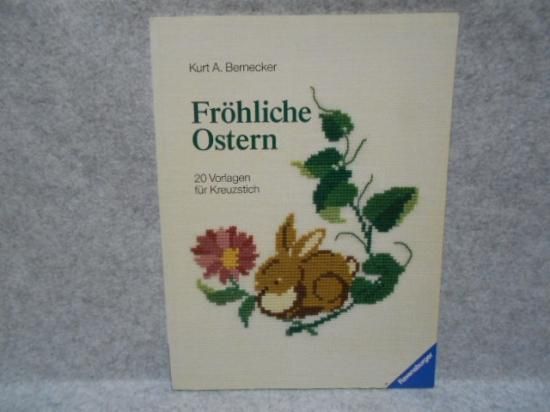 Kurt A. Bernecker
Fröhliche
Ostern
20 Vorlagen
für Kreuzstich
Ravensburger